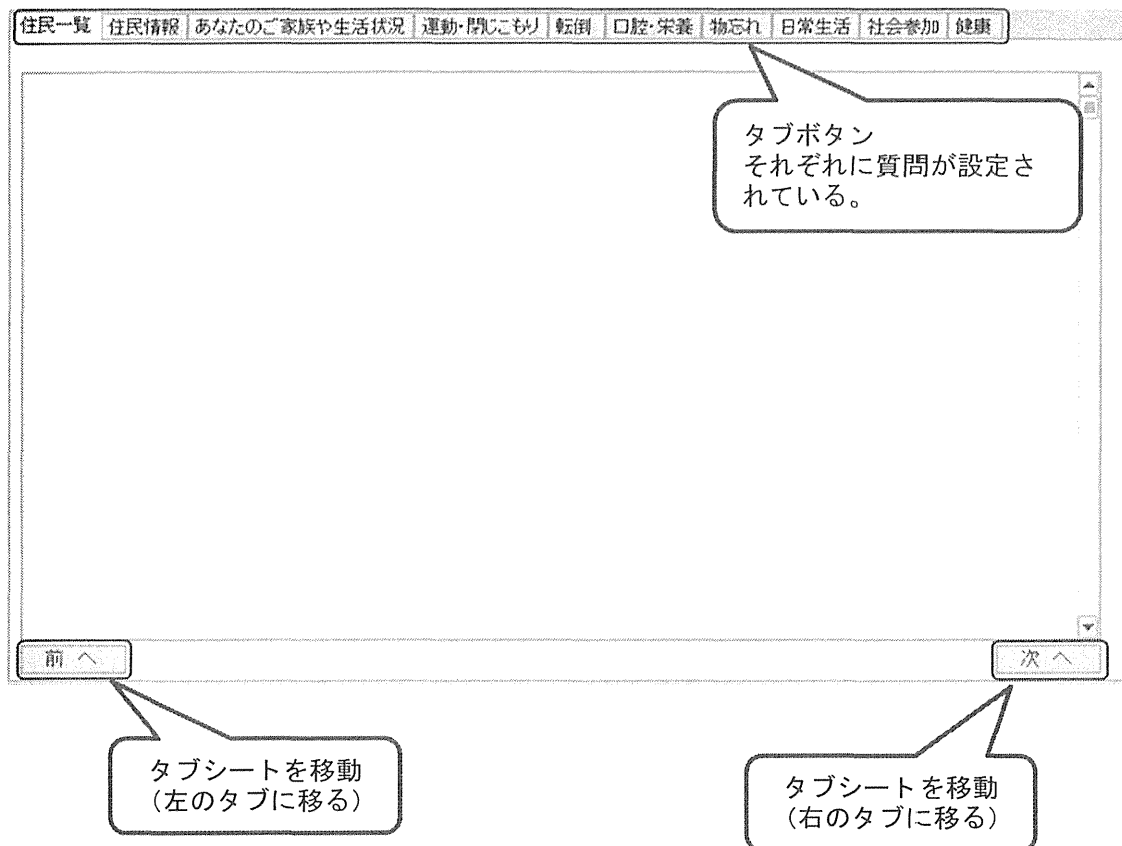 住民一覧 住民情報 あなたのご家族や生活状況 運動・閉じこもり 転倒 口腔・栄養 物忘れ 日常生活 社会参加 健康
タブボタン
それぞれに質問が設定さ
れている。
前 へ
次 へ
タブシートを移動
(左のタブに移る)
タブシートを移動
(右のタブに移る)